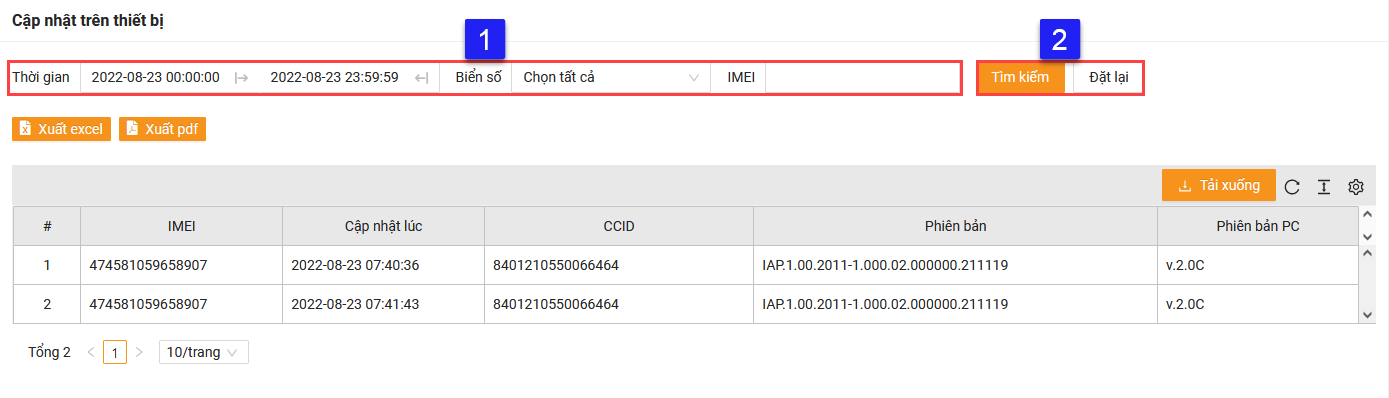 Cập nhật trên thiết bị
1
2
Thời gian 2022-08-23 00:00:00 2022-08-23 23:59:59 Biển số Chọn tất cả IMEI Tìm kiếm Đặt lại
Xuất excel Xuất pdf
Tải xuống
# IMEI Cập nhật lúc CCID Phiên bản Phiên bản PC
1 474581059658907 2022-08-23 07:40:36 8401210550066464 IAP.1.00.2011-1.000.02.000000.211119 v.2.0C
2 474581059658907 2022-08-23 07:41:43 8401210550066464 IAP.1.00.2011-1.000.02.000000.211119 v.2.0C
Tổng 2 1 10/trang